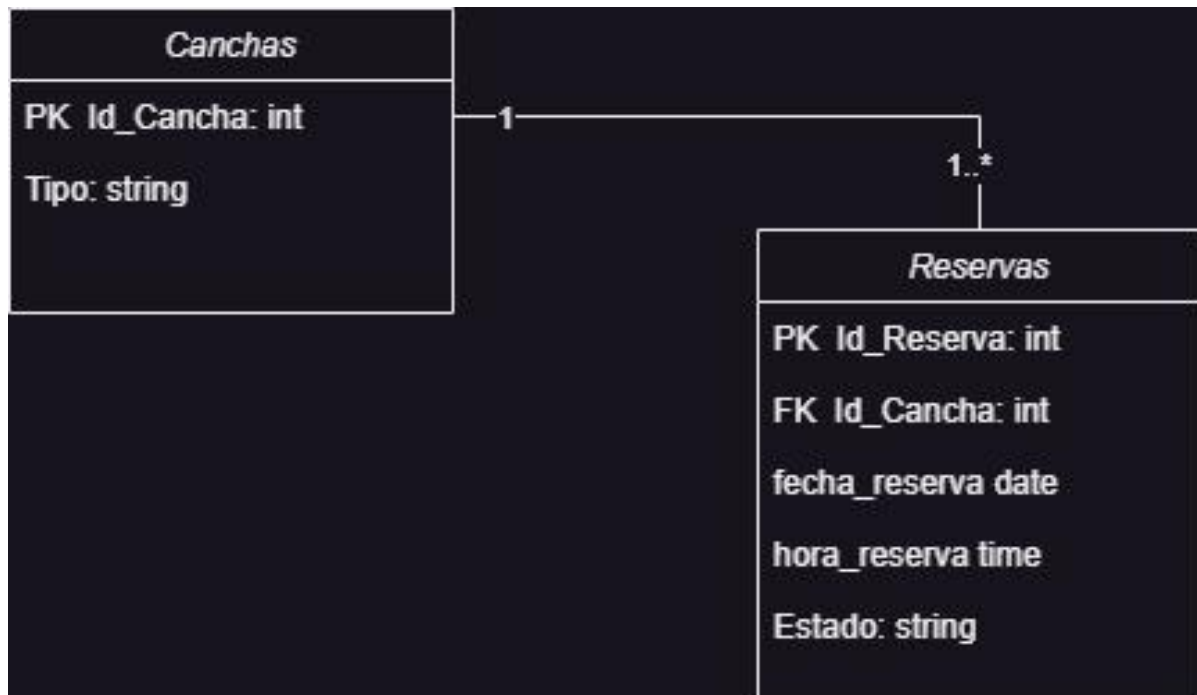 Canchas
PK Id_Cancha: int
Tipo: string
1
1..*
Reservas
PK Id_Reserva: int
FK Id_Cancha: int
fecha_reserva date
hora_reserva time
Estado: string